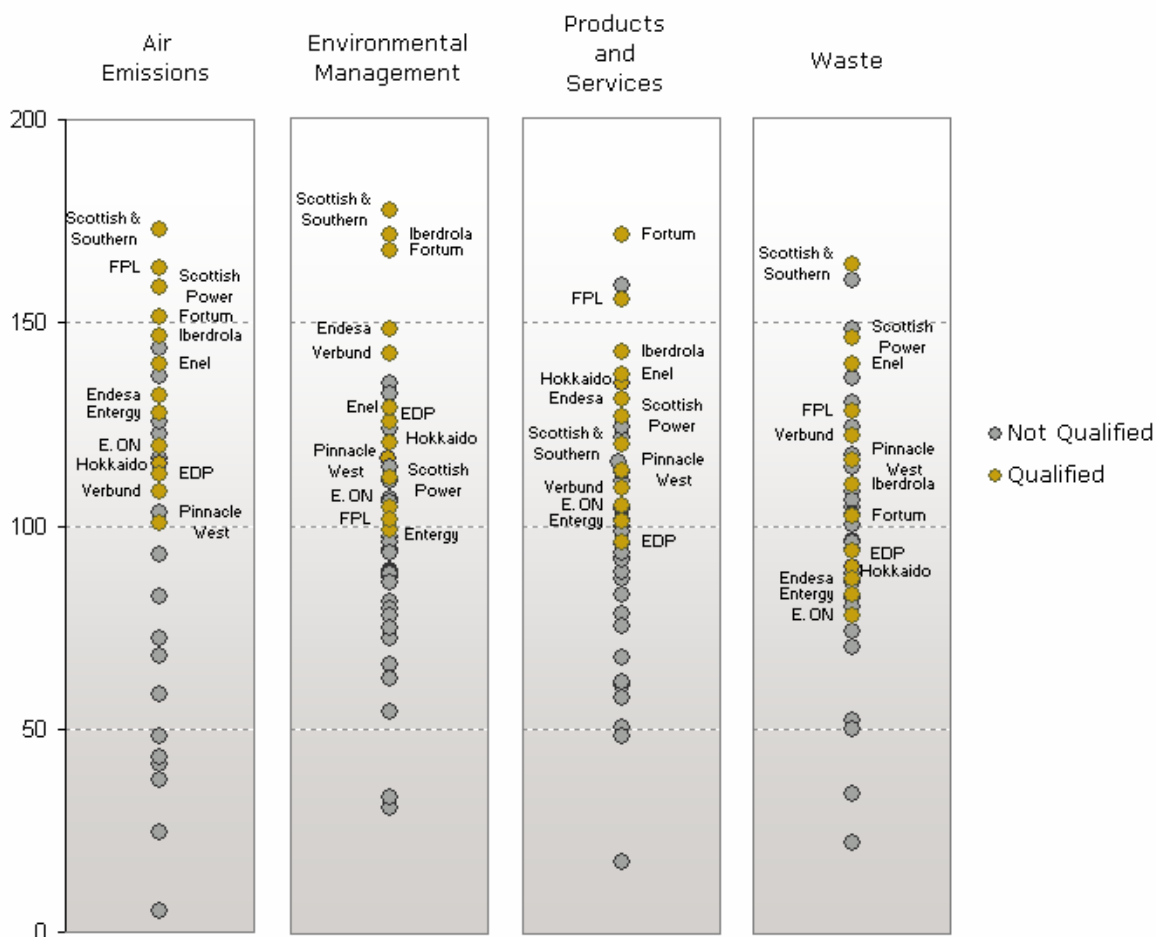 Air
Emissions
Environmental
Management
Products
and
Services
Waste
200
150
100
50
0
Scottish &
Southern
FPL
Scottish
Power
Fortum
Iberdrola
Enel
Endesa
Entergy
E. ON
Hokkaido
EDP
Verbund
Pinnacle
West
Scottish &
Southern
Iberdrola
Fortum
Endesa
Verbund
Enel
EDP
Hokkaido
Pinnacle
West
Scottish
Power
E. ON
FPL
Entergy
Fortum
FPL
Iberdrola
Enel
Hokkaido
Endesa
Scottish
Power
Scottish &
Southern
Pinnacle
West
Verbund
E. ON
Entergy
EDP
Scottish &
Southern
Scottish
Power
Enel
FPL
Verbund
Pinnacle
West
Iberdrola
Fortum
EDP
Hokkaido
Endesa
Entergy
E. ON
Not Qualified
Qualified